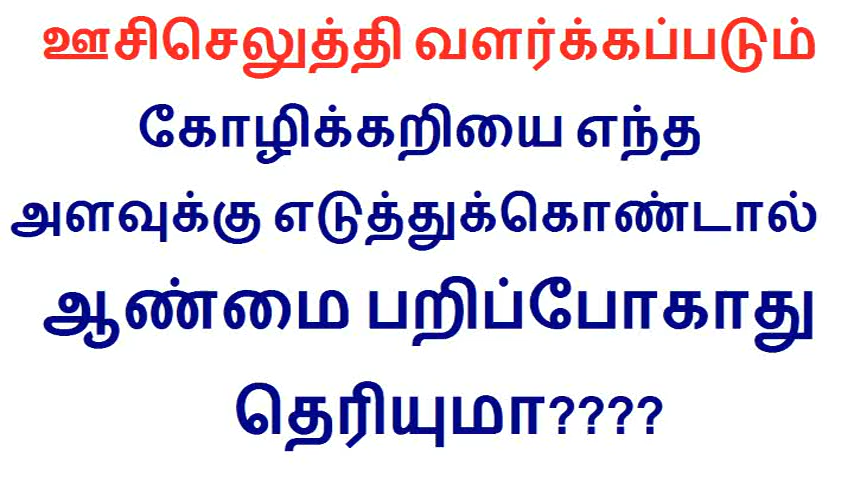 ஊசிசெலுத்தி வளர்க்கப்படும்
கோழிக்கறியை எந்த
அளவுக்கு எடுத்துக்கொண்டால்
ஆண்மை பறிப்போகாது
தெரியுமா????